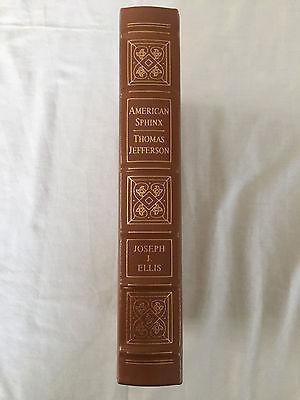 AMERICAN
SPHINX
THOMAS
JEFFERSON
JOSEPH
J.
ELLIS